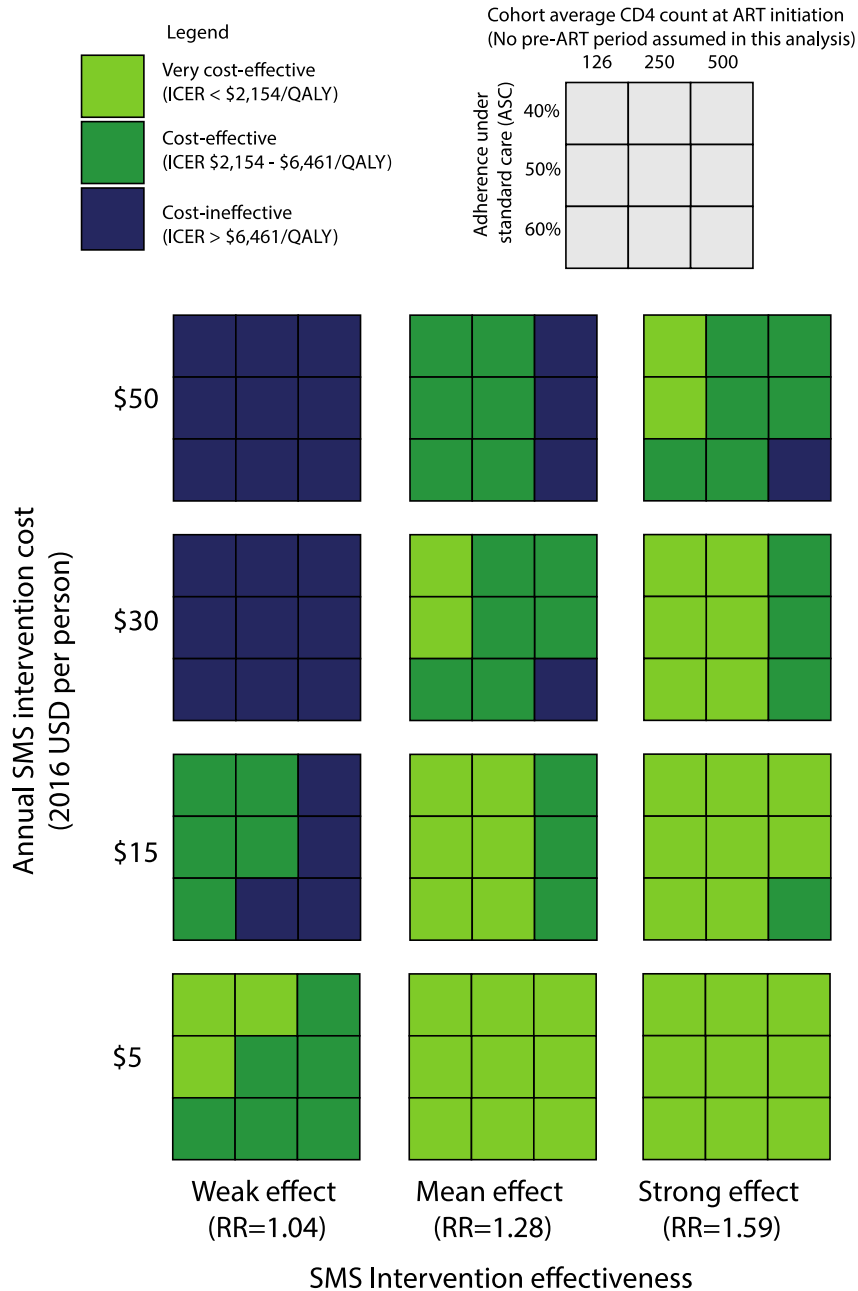 Legend
Very cost-effective
(ICER < $2,154/QALY)
Cost-effective
(ICER $2,154 - $6,461/QALY)
Cost-ineffective
(ICER > $6,461/QALY)
Cohort average CD4 count at ART initiation
(No pre-ART period assumed in this analysis)
126 250 500
Adherence under
standard care (ASC)
40%
50%
60%
Annual SMS intervention cost
(2016 USD per person)
$50
$30
$15
$5
Weak effect
(RR=1.04)
Mean effect
(RR=1.28)
Strong effect
(RR=1.59)
SMS Intervention effectiveness